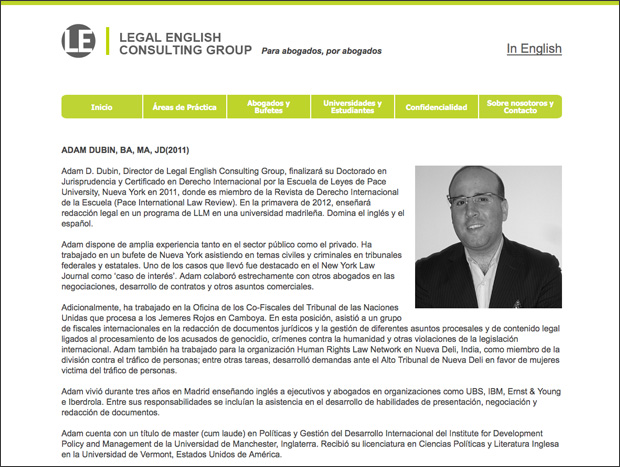 LE
LEGAL ENGLISH
CONSULTING GROUP Para abogados, por abogados
In English
Inicio
Áreas de Práctica
Abogados y
Bufetes
Universidades y
Estudiantes
Confidencialidad
Sobre nosotoros y
Contacto
ADAM DUBIN, BA, MA, JD(2011)
Adam D. Dubin, Director de Legal English Consulting Group, finalizará su Doctorado en
Jurisprudencia y Certificado en Derecho Internacional por la Escuela de Leyes de Pace
University, Nueva York en 2011, donde es miembro de la Revista de Derecho Internacional
de la Escuela (Pace International Law Review). En la primavera de 2012, enseñará
redacción legal en un programa de LLM en una universidad madrileña. Domina el inglés y el
español.
Adam dispone de amplia experiencia tanto en el sector público como el privado. Ha
trabajado en un bufete de Nueva York asistiendo en temas civiles y criminales en tribunales
federales y estatales. Uno de los casos que llevó fue destacado en el New York Law
Journal como ‘caso de interés’. Adam colaboró estrechamente con otros abogados en las
negociaciones, desarrollo de contratos y otros asuntos comerciales.
Adicionalmente, ha trabajado en la Oficina de los Co-Fiscales del Tribunal de las Naciones
Unidas que procesa a los Jemeres Rojos en Camboya. En esta posición, asistió a un grupo
de fiscales internacionales en la redacción de documentos jurídicos y la gestión de diferentes asuntos procesales y de contenido legal
ligados al procesamiento de los acusados de genocidio, crímenes contra la humanidad y otras violaciones de la legislación
internacional. Adam también ha trabajado para la organización Human Rights Law Network en Nueva Deli, India, como miembro de la
división contra el tráfico de personas; entre otras tareas, desarrolló demandas ante el Alto Tribunal de Nueva Deli en favor de mujeres
victima del tráfico de personas.
Adam vivió durante tres años en Madrid enseñando inglés a ejecutivos y abogados en organizaciones como UBS, IBM, Ernst & Young
e Iberdrola. Entre sus responsabilidades se incluían la asistencia en el desarrollo de habilidades de presentación, negociación y
redacción de documentos.
Adam cuenta con un título de master (cum laude) en Políticas y Gestión del Desarrollo Internacional del Institute for Development
Policy and Management de la Universidad de Manchester, Inglaterra. Recibió su licenciatura en Ciencias Políticas y Literatura Inglesa
en la Universidad de Vermont, Estados Unidos de América.